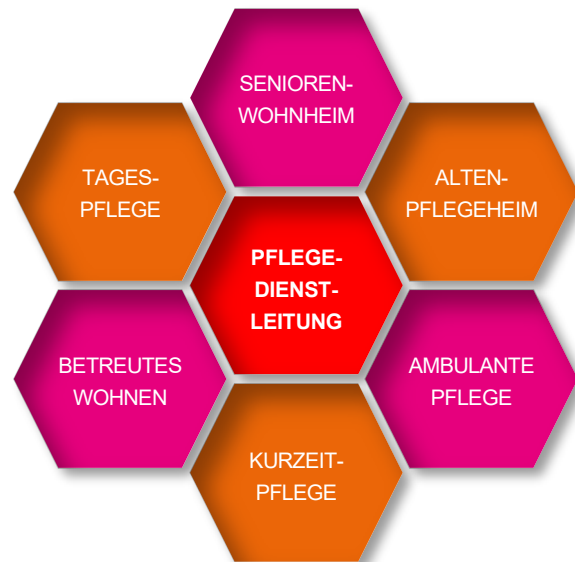 SENIOREN-
WOHNHEIM
TAGES-
PFLEGE
ALTEN-
PFLEGEHEIM
PFLEGE-
DIENST-
LEITUNG
BETREUTES
WOHNEN
AMBULANTE
PFLEGE
KURZEIT-
PFLEGE